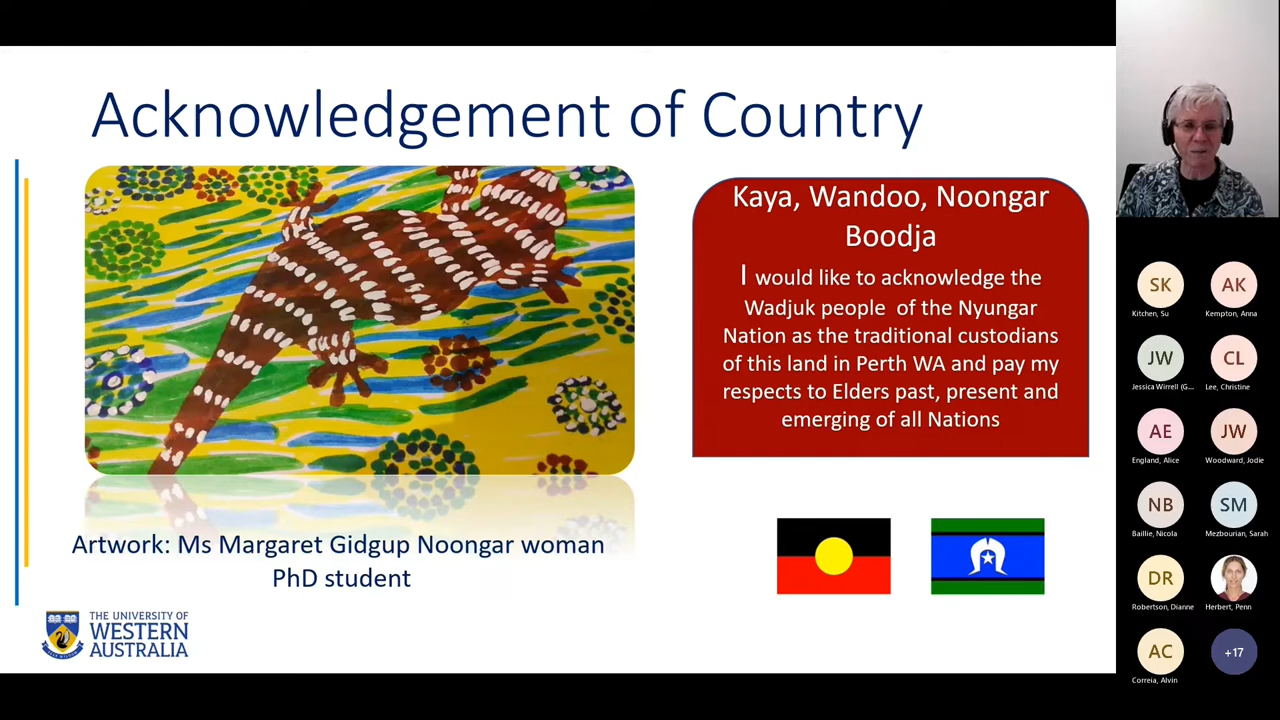 Acknowledgement of Country
Kaya, Wandoo, Noongar
Boodja
I would like to acknowledge the
Wadjuk people of the Nyungar
Nation as the traditional custodians
of this land in Perth WA and pay my
respects to Elders past, present and
emerging of all Nations
Artwork: Ms Margaret Gidgup Noongar woman
PhD student
THE UNIVERSITY OF
WESTERN
AUSTRALIA
SK
Kitchen, Su
AK
Kempton, Anna
JW
Jessica Wirrell (G...
CL
Lee, Christine
AE
England, Alice
JW
Woodward, Jodie
NB
Baillie, Nicola
SM
Mezbourian, Sarah
DR
Robertson, Dianne
Herbert, Penn
AC
Correia, Alvin
+17